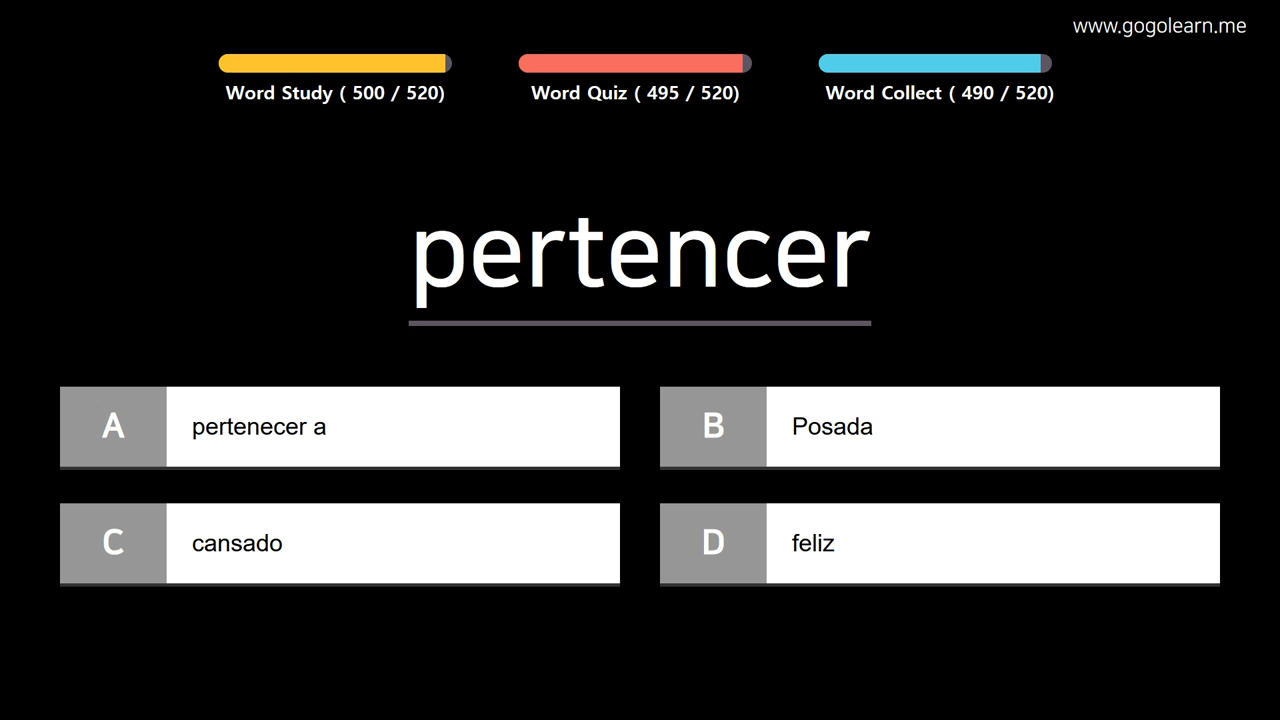 www.gogolearn.me
Word Study ( 500 / 520)
Word Quiz ( 495 / 520)
Word Collect ( 490 / 520)
pertencer
A pertenecer a
B Posada
C cansado
D feliz